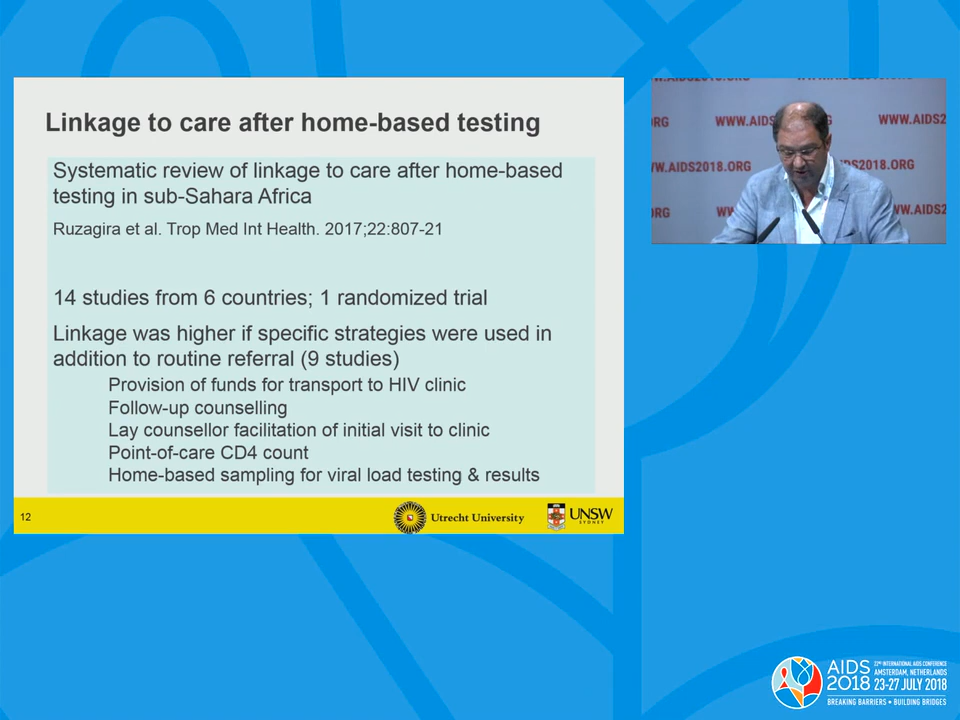 Linkage to care after home-based testing
Systematic review of linkage to care after home-based
testing in sub-Sahara Africa
Ruzagira et al. Trop Med Int Health. 2017;22:807-21
14 studies from 6 countries; 1 randomized trial
Linkage was higher if specific strategies were used in
addition to routine referral (9 studies)
Provision of funds for transport to HIV clinic
Follow-up counselling
Lay counsellor facilitation of initial visit to clinic
Point-of-care CD4 count
Home-based sampling for viral load testing & results
12
Utrecht University
UNSW
SYDNEY
WWW.AIDS2
W.AIDS2018.ORG
DS2018.ORG
AIDS
2018
22ND INTERNATIONAL AIDS CONFERENCE
AMSTERDAM, NETHERLANDS
23-27 JULY 2018
BREAKING BARRIERS • BUILDING BRIDGES